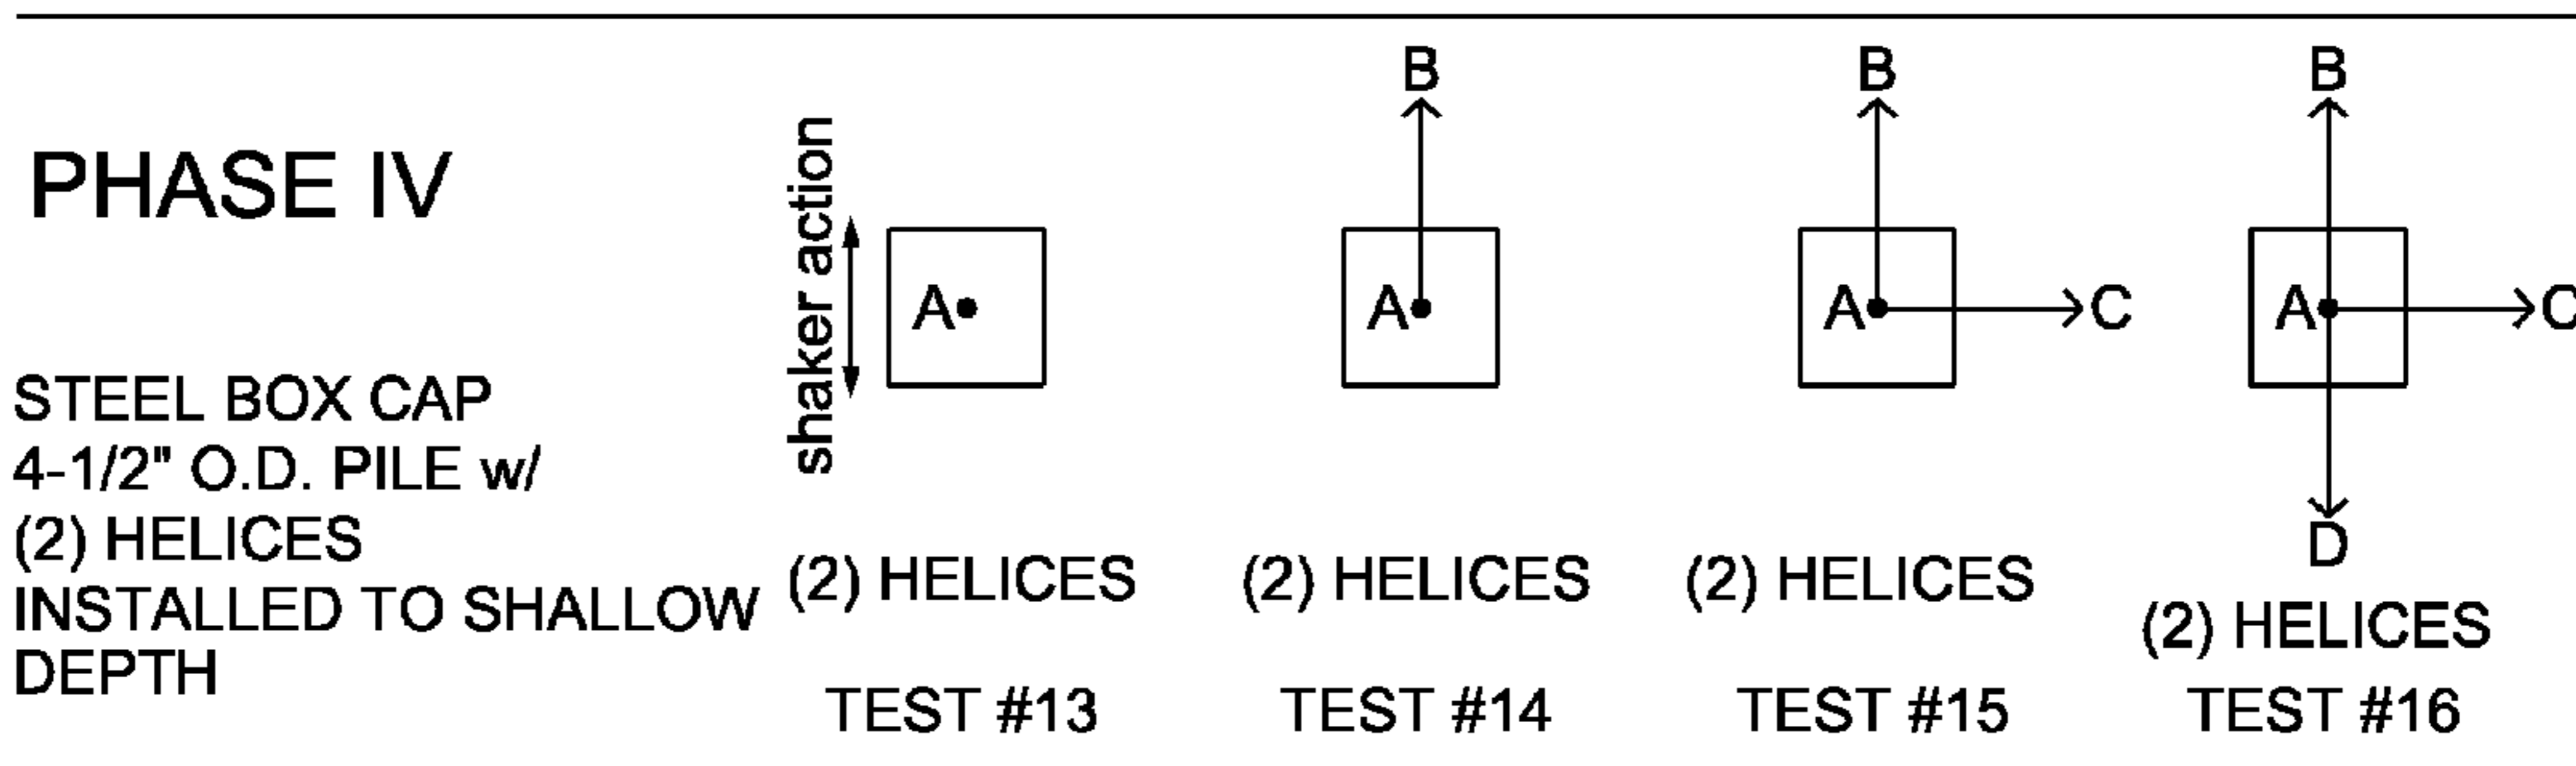 PHASE IV
STEEL BOX CAP
4-1/2" O.D. PILE w/
(2) HELICES
INSTALLED TO SHALLOW
DEPTH
shaker action
A
(2) HELICES
TEST #13
B
A
(2) HELICES
TEST #14
B
A
C
(2) HELICES
TEST #15
B
A
C
D
(2) HELICES
TEST #16